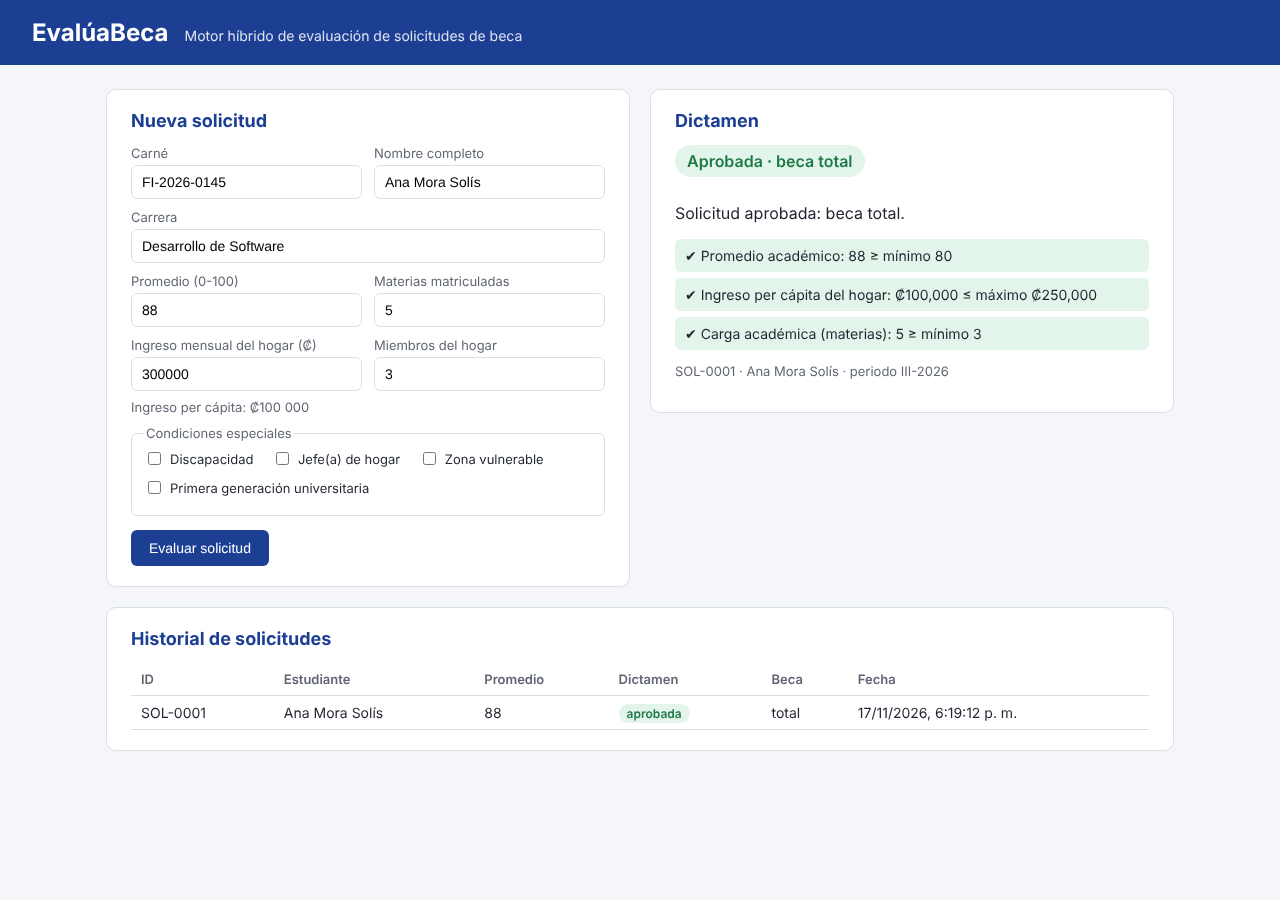 EvalúaBeca Motor híbrido de evaluación de solicitudes de beca
Nueva solicitud
Carné Nombre completo
FI-2026-0145 Ana Mora Solís
Carrera
Desarrollo de Software
Promedio (0-100) Materias matriculadas
88 5
Ingreso mensual del hogar (₡) Miembros del hogar
300000 3
Ingreso per cápita: ₡100 000
Condiciones especiales
Discapacidad Jefe(a) de hogar Zona vulnerable
Primera generación universitaria
Evaluar solicitud
Dictamen
Aprobada · beca total
Solicitud aprobada: beca total.
✔ Promedio académico: 88 ≥ mínimo 80
✔ Ingreso per cápita del hogar: ₡100,000 ≤ máximo ₡250,000
✔ Carga académica (materias): 5 ≥ mínimo 3
SOL-0001 · Ana Mora Solís · periodo III-2026
Historial de solicitudes
ID Estudiante Promedio Dictamen Beca Fecha
SOL-0001 Ana Mora Solís 88 aprobada total 17/11/2026, 6:19:12 p. m.